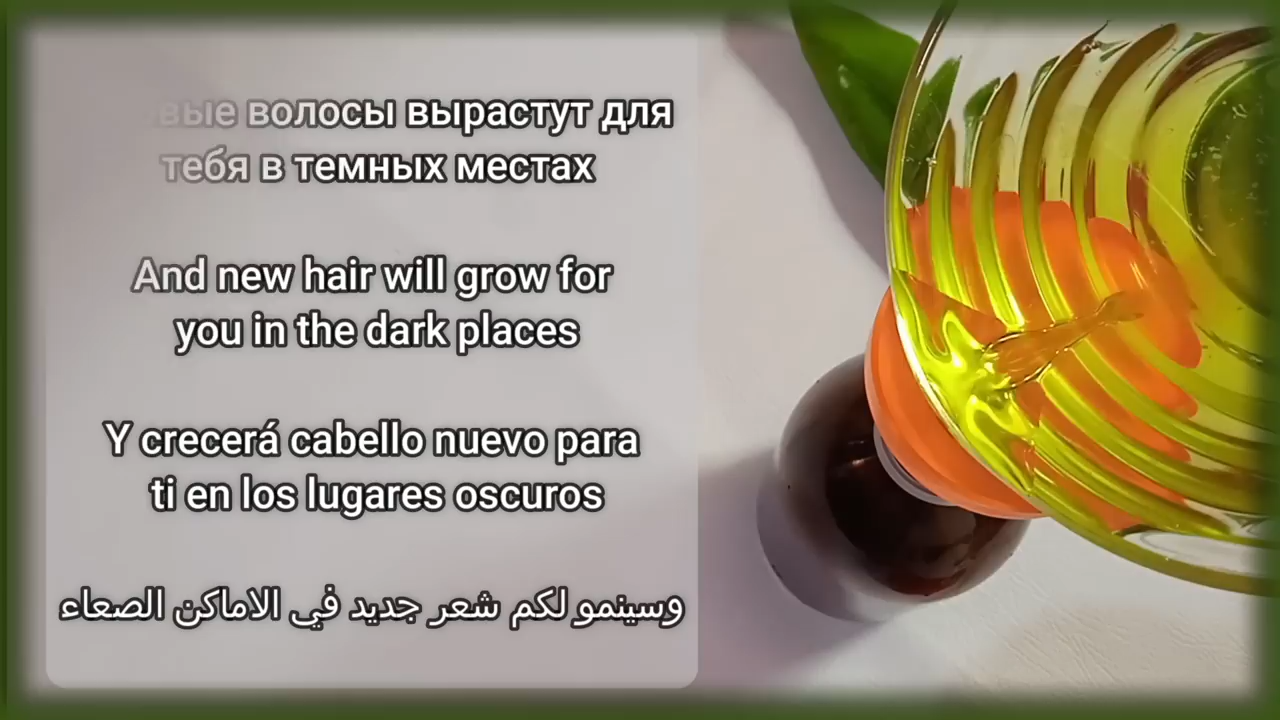 вые волосы вырастут для
тебя в темных местах
And new hair will grow for
you in the dark places
Y crecerá cabello nuevo para
ti en los lugares oscuros
وسينمو لكم شعر جديد في الاماكن الصعاء